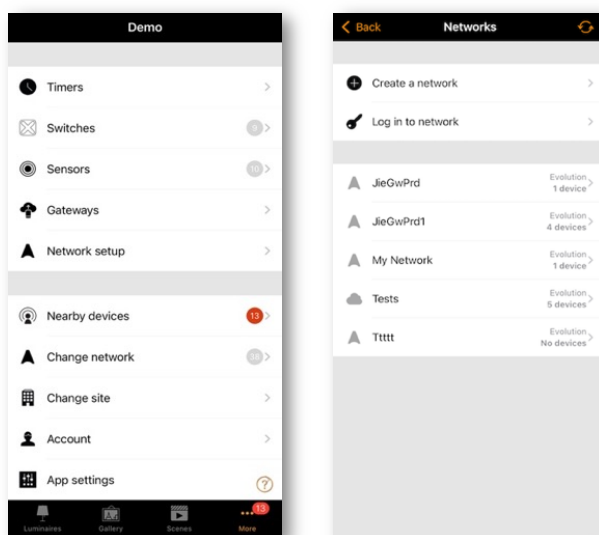 Demo
Timers
Switches
9
Sensors
10
Gateways
Network setup
Nearby devices
13
Change network
38
Change site
Account
App settings
?
Luminaires
Gallery
Scenes
More
13
Back
Networks
Create a network
Log in to network
JieGwPrd
Evolution
1 device
JieGwPrd1
Evolution
4 devices
My Network
Evolution
1 device
Tests
Evolution
5 devices
Ttttt
Evolution
No devices